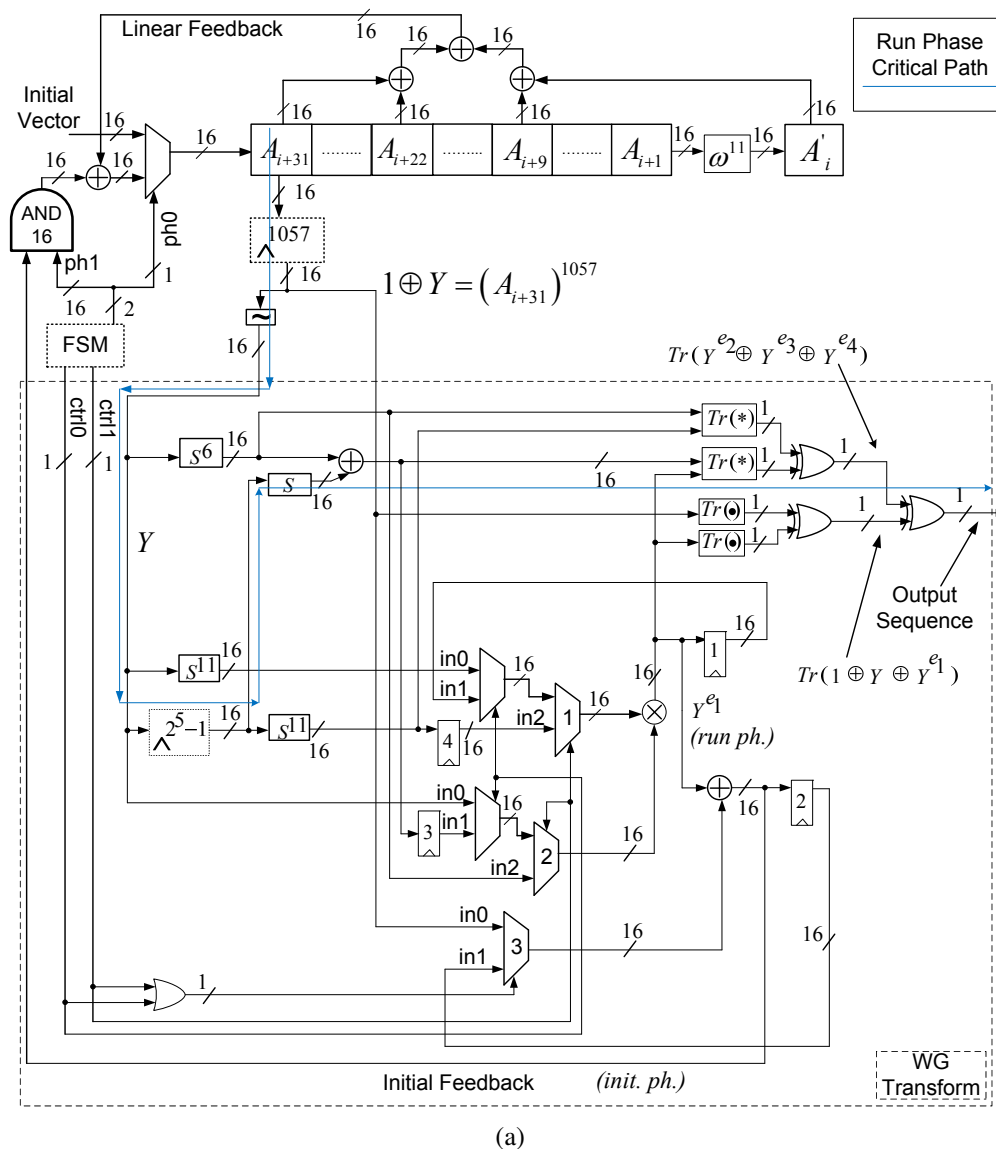 Linear Feedback
16
16
16
16
16
Run Phase
Critical Path
Initial
Vector
16
16
16
16
16
16
16
16
A_{i+31} ........ A_{i+22} ........ A_{i+9} ........ A_{i+1}
16
ω^{11}
16
A'_i
AND
16
ph0
ph1
16
2
1
16
^ 1057
16
1 ⊕ Y = (A_{i+31})^{1057}
~
16
FSM
ctrl0
ctrl1
1
1
Tr(Y^{e2} ⊕ Y^{e3} ⊕ Y^{e4})
S^6
16
Tr(*)
1
1
S
16
16
Tr(*)
1
Y
Tr(•)
1
1
1
Tr(•)
1
Output
Sequence
Tr(1 ⊕ Y ⊕ Y^{e1})
S^{11}
16
in0
in1
16
16
1
16
^ 2^5−1
16
S^{11}
16
4
16
in2
1
16
Y^{e1}
(run ph.)
in0
3
in1
16
in2
2
16
16
2
in0
in1
3
16
16
1
Initial Feedback
(init. ph.)
WG
Transform
(a)